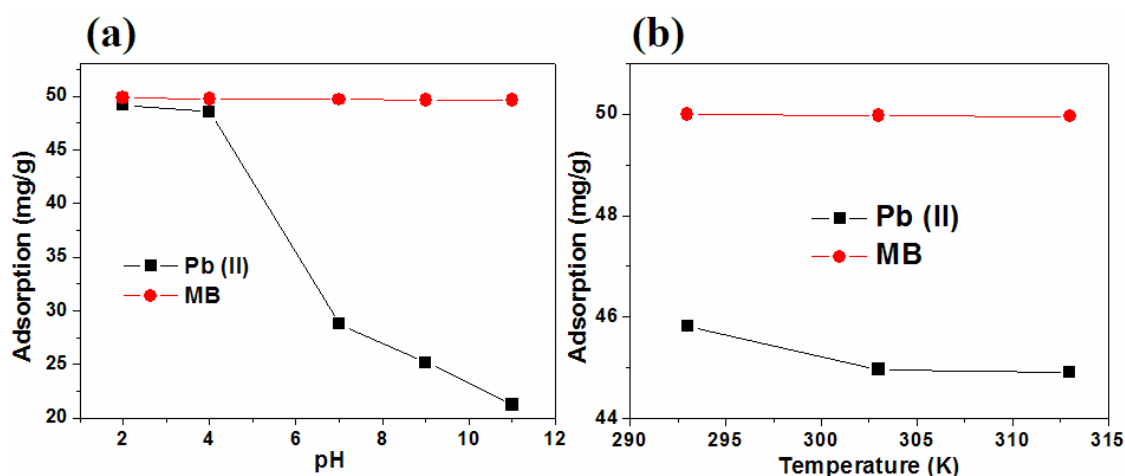 (a)
Adsorption (mg/g)
50
45
40
35
30
25
20
Pb (II)
MB
2 4 6 8 10 12
pH
(b)
Adsorption (mg/g)
50
48
46
44
Pb (II)
MB
290 295 300 305 310 315
Temperature (K)